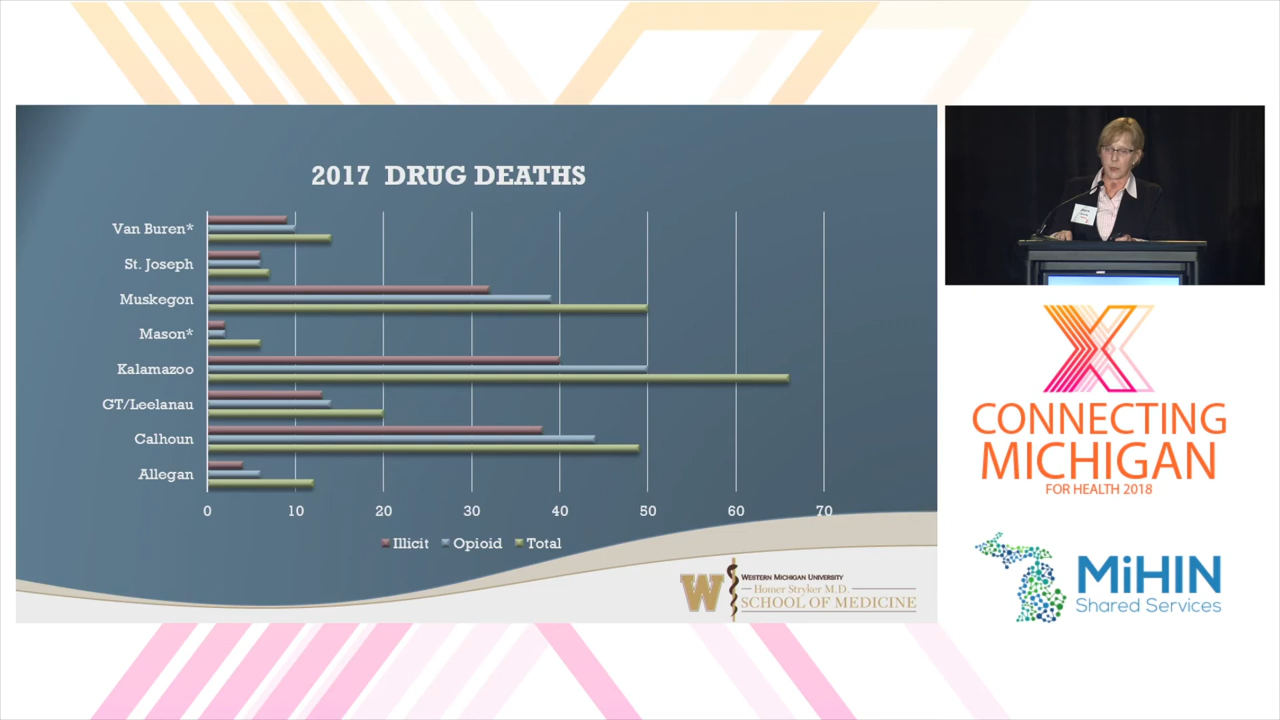 2017 DRUG DEATHS
Van Buren*
St. Joseph
Muskegon
Mason*
Kalamazoo
GT/Leelanau
Calhoun
Allegan
0 10 20 30 40 50 60 70
Illicit Opioid Total
W
WESTERN MICHIGAN UNIVERSITY
Homer Stryker M.D.
SCHOOL OF MEDICINE
X
CONNECTING
MICHIGAN
FOR HEALTH 2018
MiHIN
Shared Services